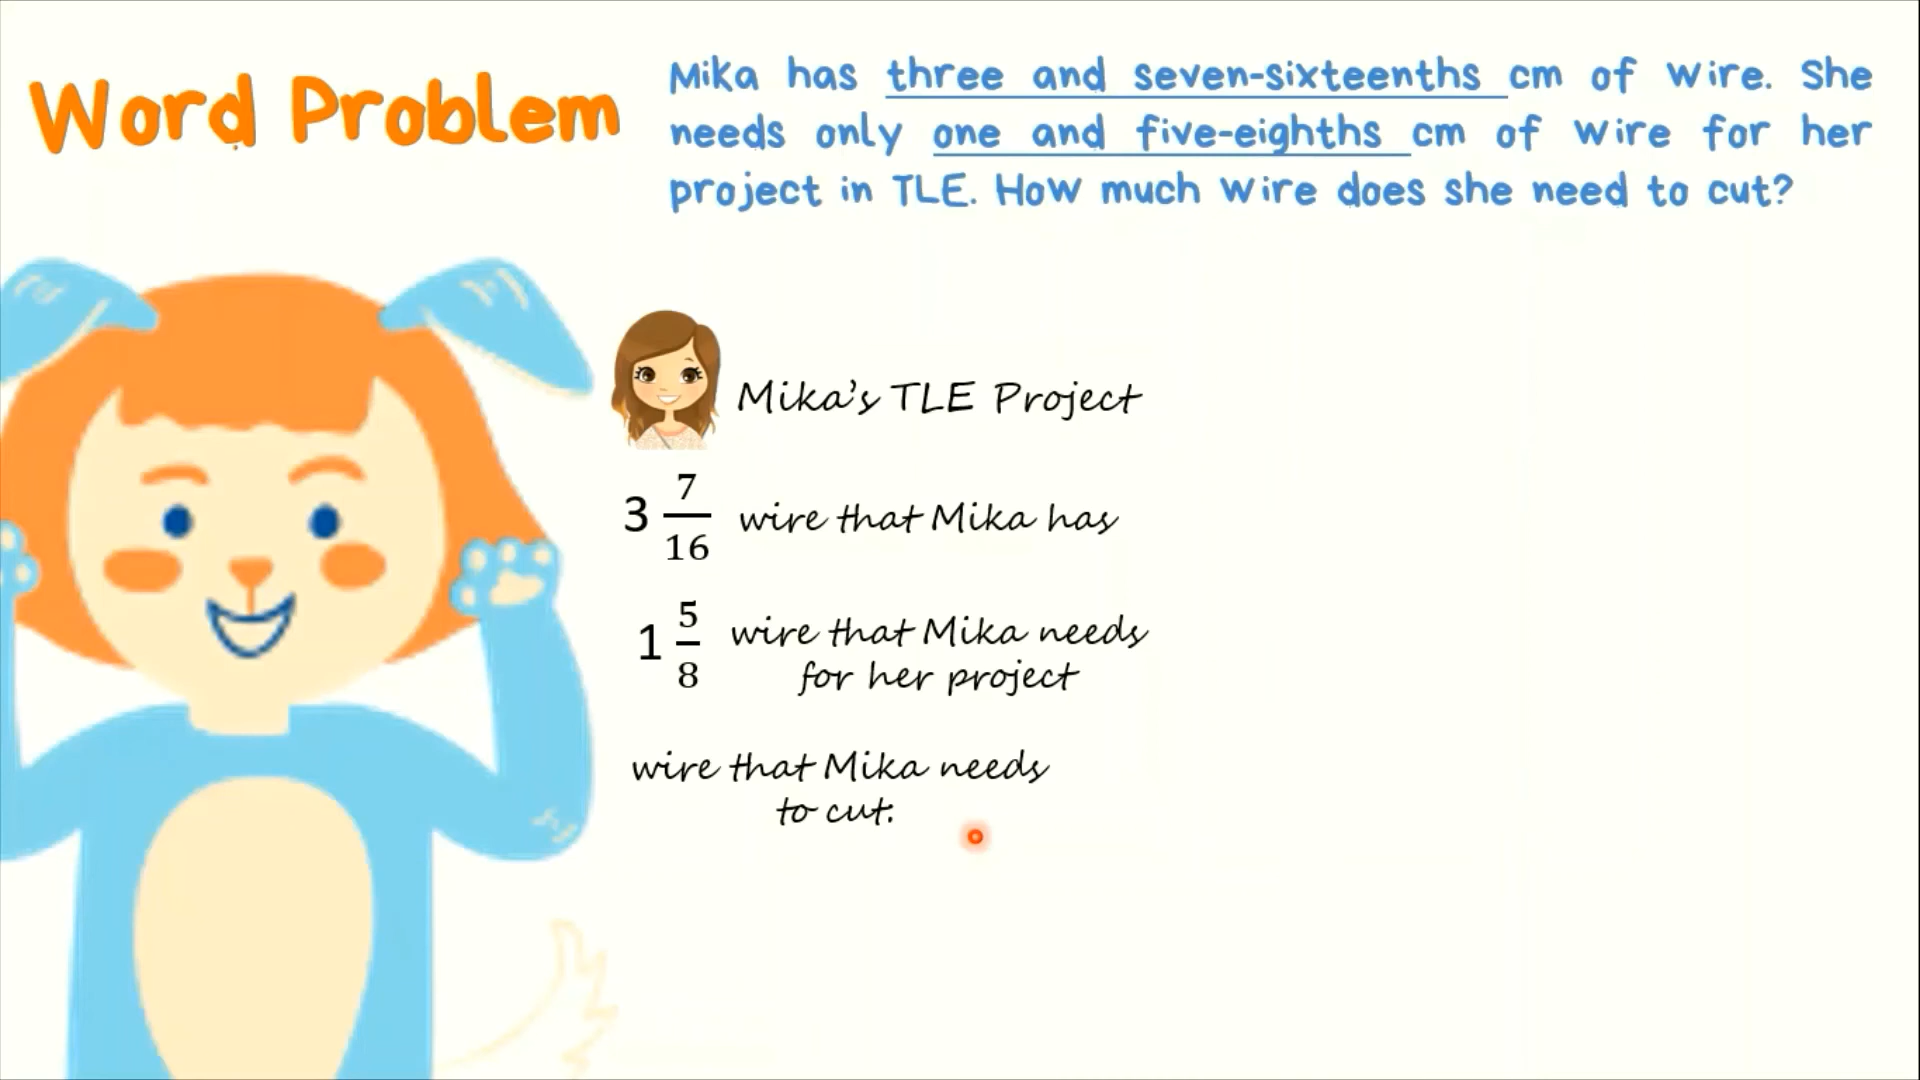 Word Problem
Mika has three and seven-sixteenths cm of wire. She
needs only one and five-eighths cm of wire for her
project in TLE. How much wire does she need to cut?
Mika's TLE Project
3 7/16 wire that Mika has
1 5/8 wire that Mika needs
for her project
wire that Mika needs
to cut: